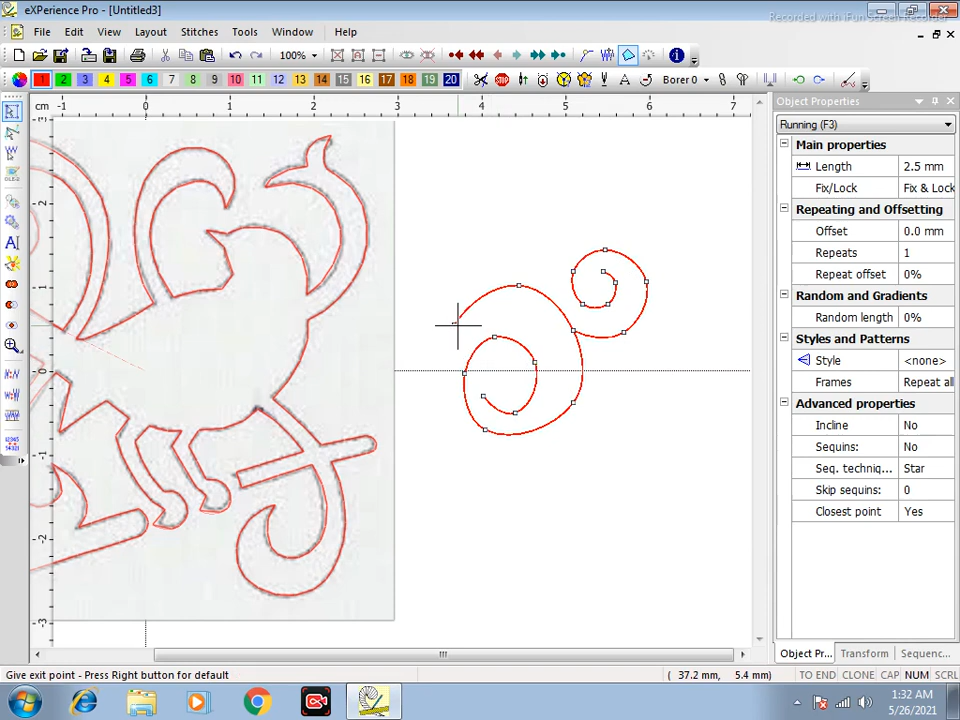 eXPerience Pro - [Untitled3]
Recorded with iFun Screen Recorder
File Edit View Layout Stitches Tools Window Help
100%
1 2 3 4 5 6 7 8 9 10 11 12 13 14 15 16 17 18 19 20 Borer 0
cm -1 0 1 2 3 4 5 6 7
Object Properties
Running (F3)
Main properties
Length 2.5 mm
Fix/Lock Fix & Lock
Repeating and Offsetting
Offset 0.0 mm
Repeats 1
Repeat offset 0%
Random and Gradients
Random length 0%
Styles and Patterns
Style <none>
Frames Repeat all
Advanced properties
Incline No
Sequins: No
Seq. techniq... Star
Skip sequins: 0
Closest point Yes
3
2
1
0
-1
-2
-3
Object Pr... Transform Sequenc...
Give exit point - Press Right button for default
( 37.2 mm, 5.4 mm) TO END CLONE CAP NUM SCRL
1:32 AM
5/26/2021